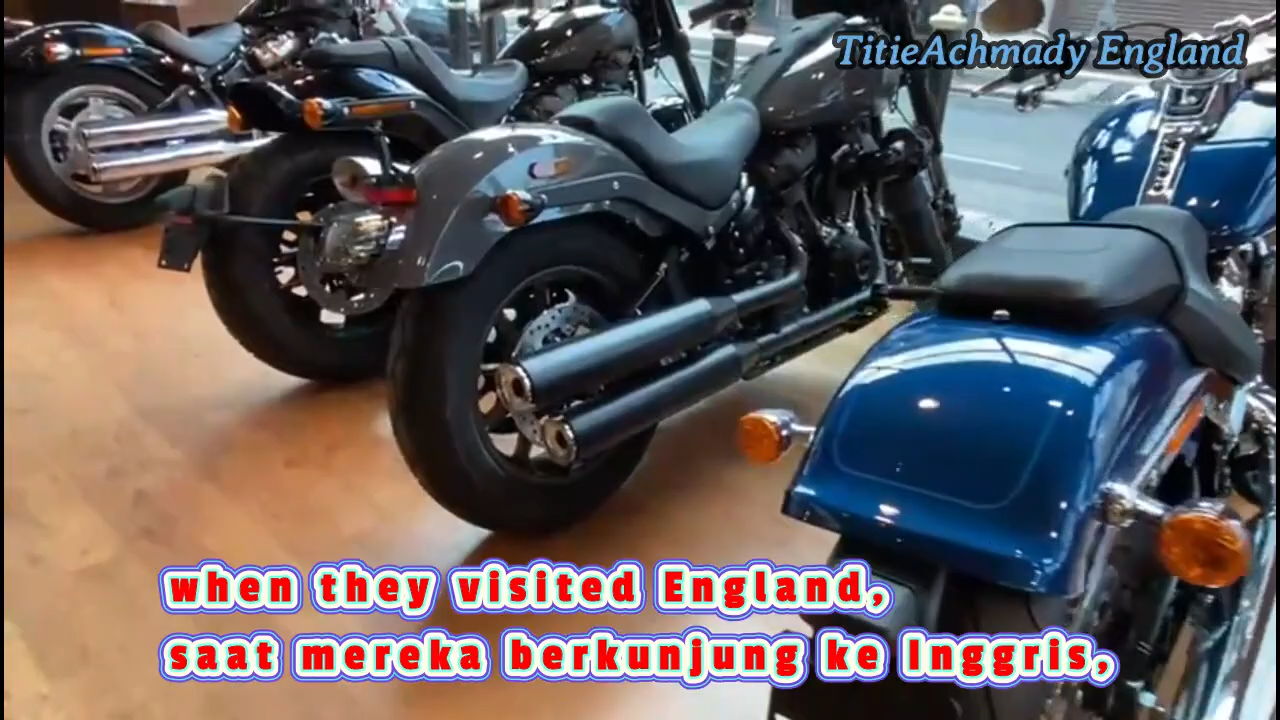 TitieAchmady England
when they visited England,
saat mereka berkunjung ke Inggris,